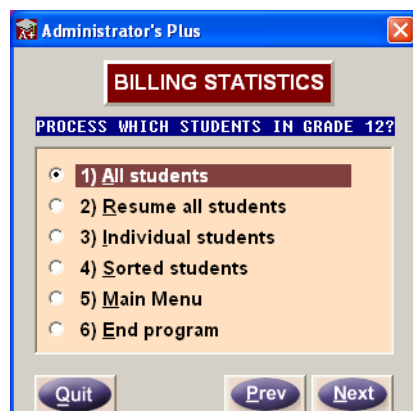 Administrator's Plus
BILLING STATISTICS
PROCESS WHICH STUDENTS IN GRADE 12?
1) All students
2) Resume all students
3) Individual students
4) Sorted students
5) Main Menu
6) End program
Quit Prev Next